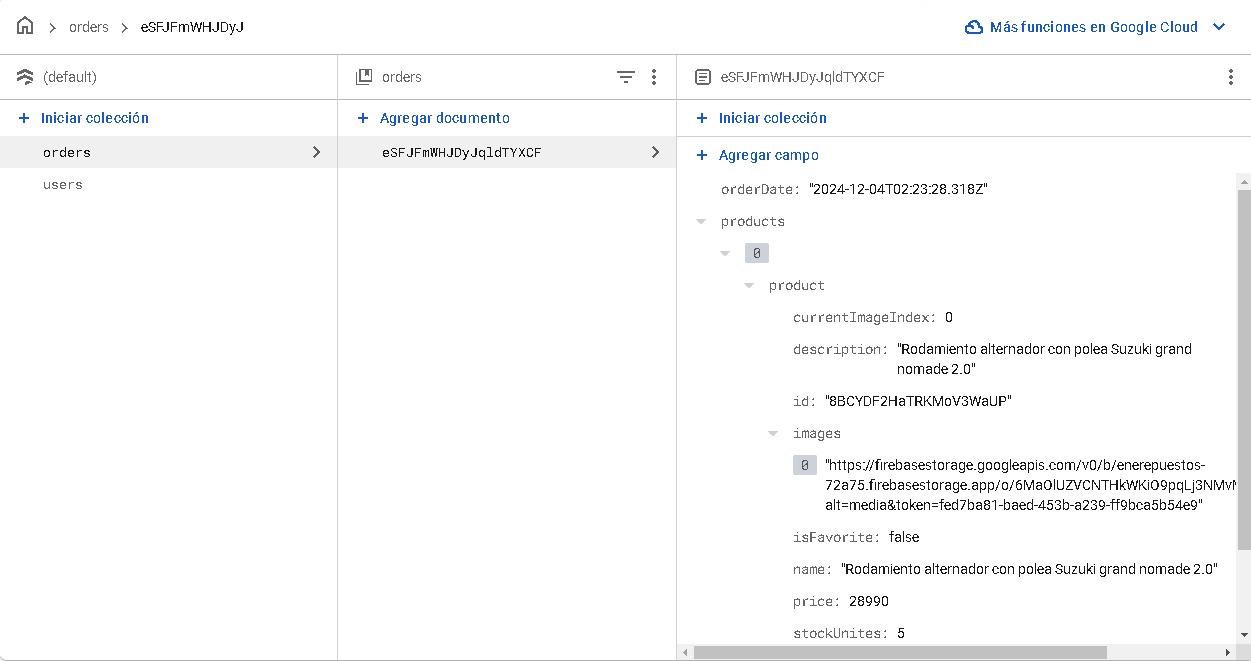 orders
eSFJFmWHJDyJ
Más funciones en Google Cloud
(default)
orders
eSFJFmWHJDyJqldTYXCF
Iniciar colección
Agregar documento
Iniciar colección
orders
eSFJFmWHJDyJqldTYXCF
Agregar campo
users
orderDate: "2024-12-04T02:23:28.318Z"
products
0
product
currentImageIndex: 0
description: "Rodamiento alternador con polea Suzuki grand
nomade 2.0"
id: "8BCYDF2HaTRKMoV3WaUP"
images
0 "https://firebasestorage.googleapis.com/v0/b/enerepuestos-
72a75.firebasestorage.app/o/6MaOlUZVCNTHkWKiO9pqLj3NMvM
alt=media&token=fed7ba81-baed-453b-a239-ff9bca5b54e9"
isFavorite: false
name: "Rodamiento alternador con polea Suzuki grand nomade 2.0"
price: 28990
stockUnites: 5